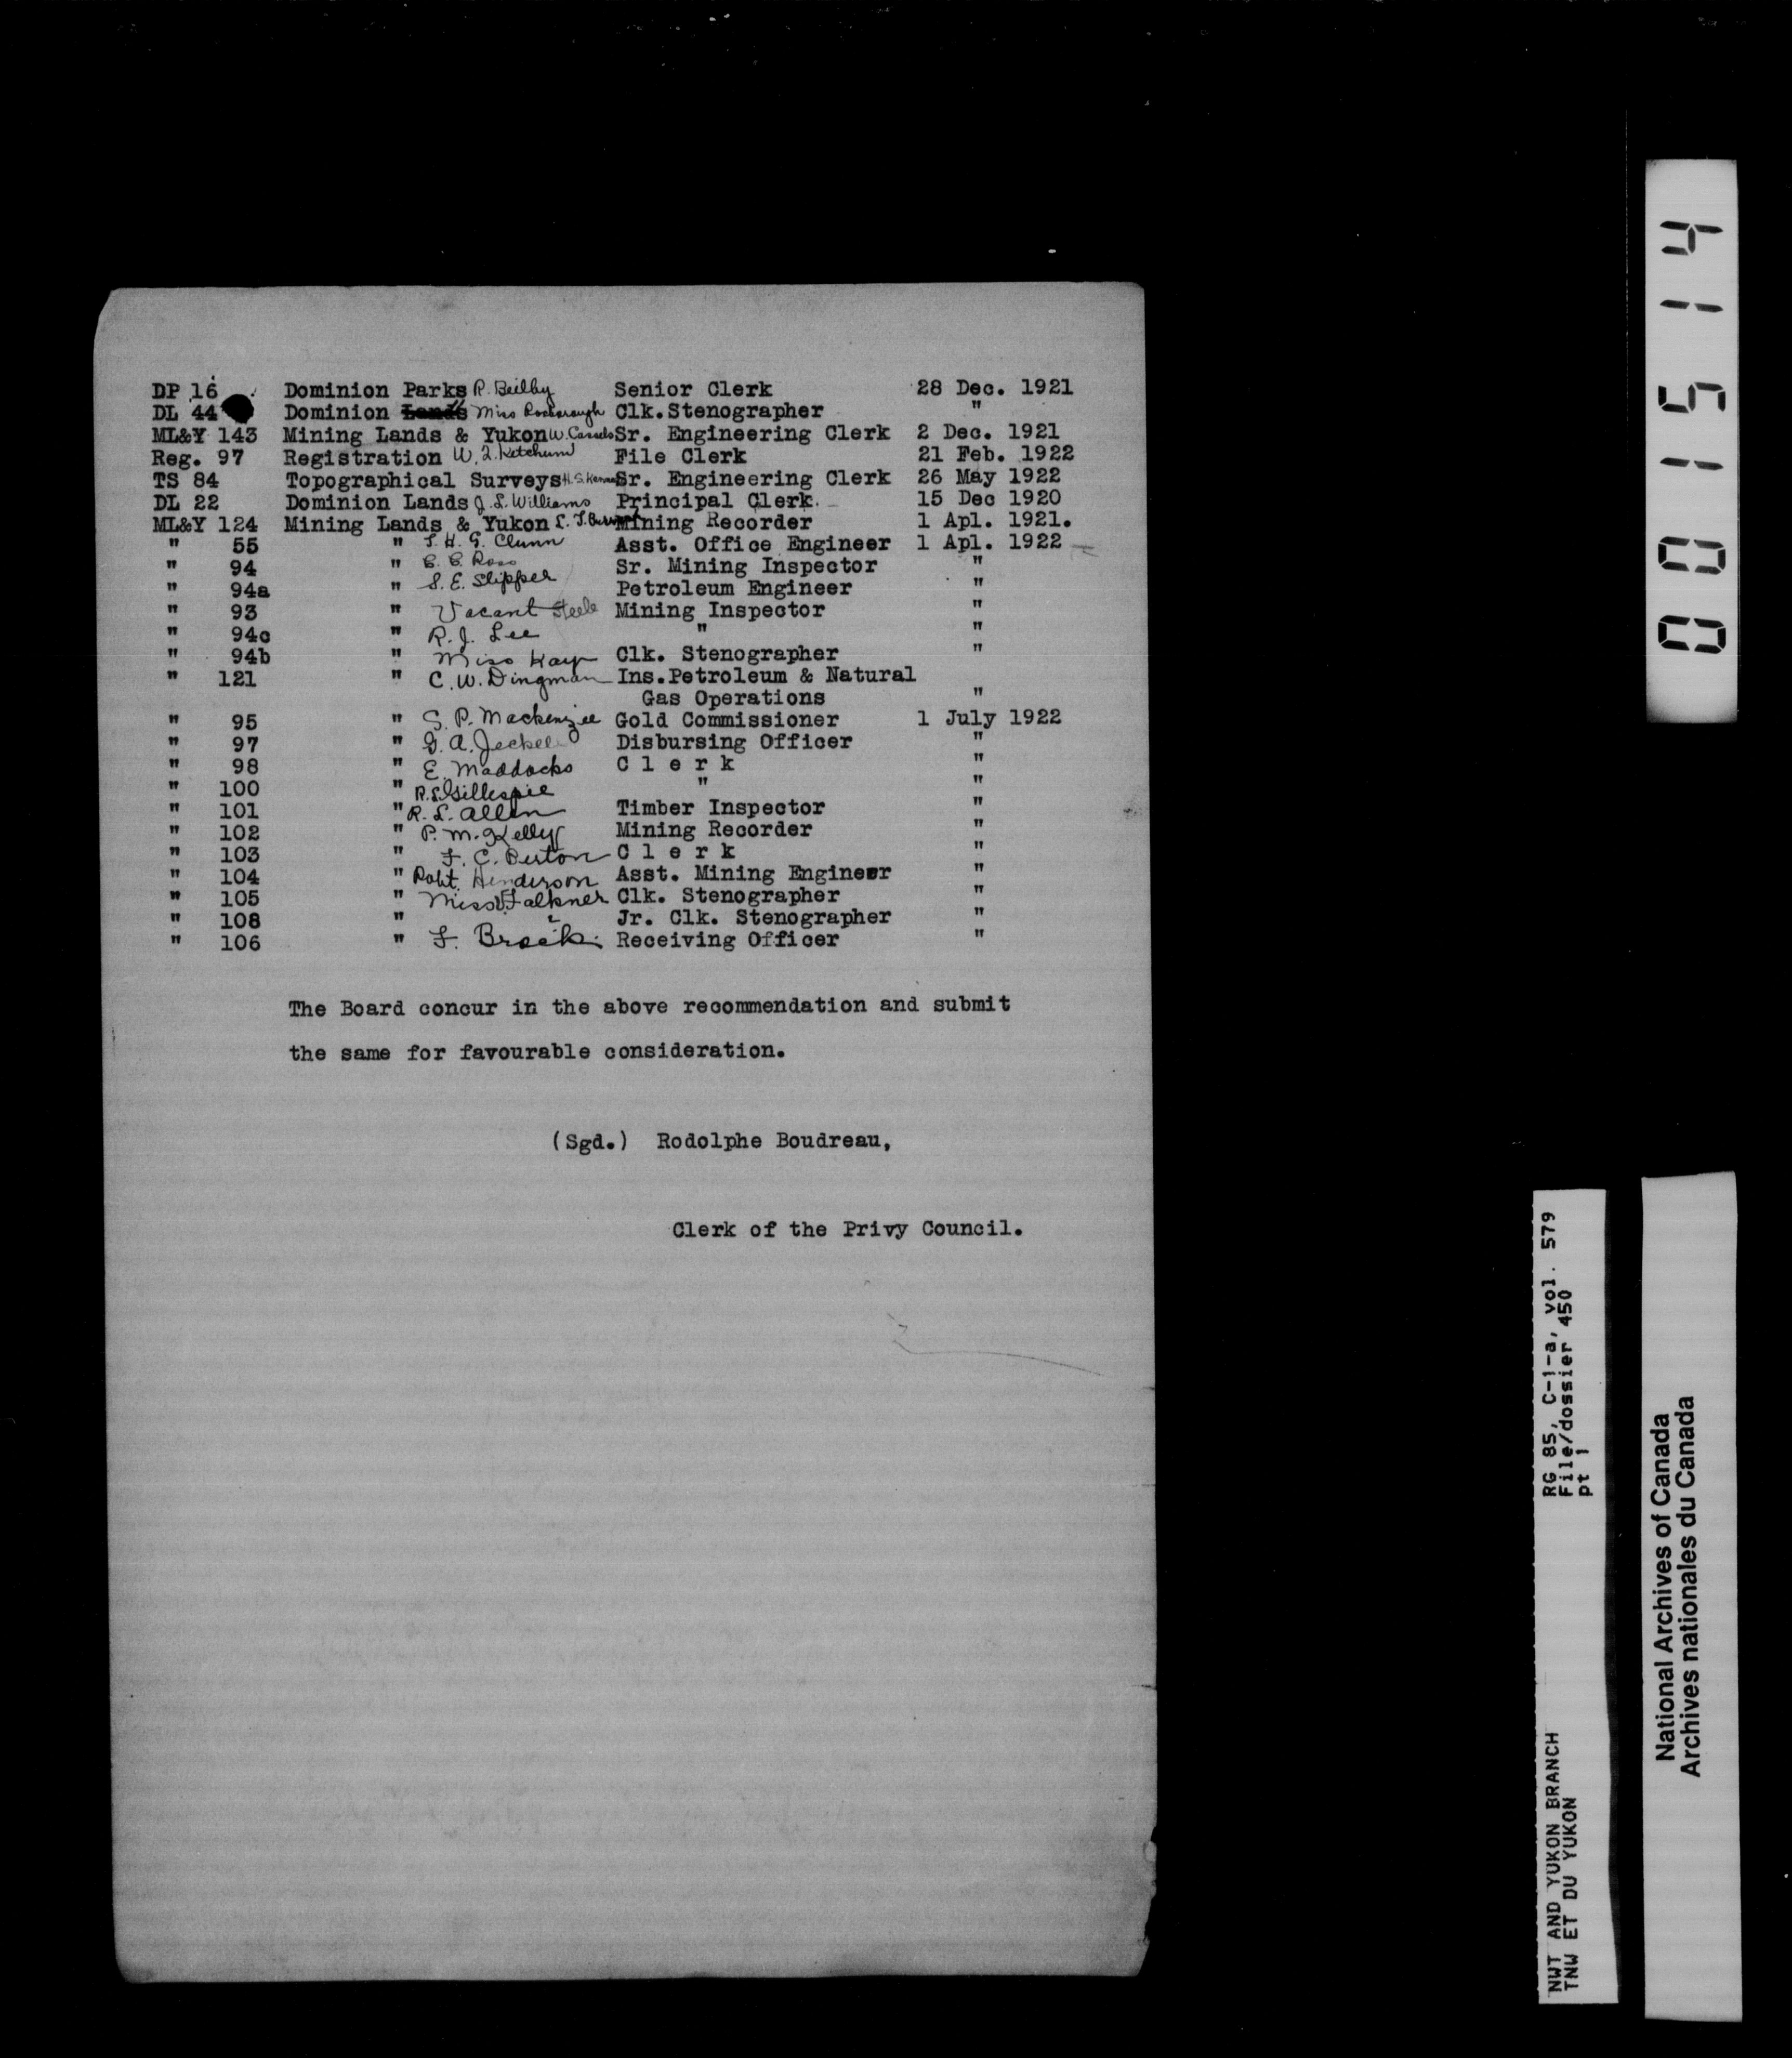 DP 16 Dominion Parks R. Beilby Senior Clerk 28 Dec. 1921
DL 44 Dominion Lands Miss Clk.Stenographer "
ML&Y 143 Mining Lands & Yukon W. Cassels Sr. Engineering Clerk 2 Dec. 1921
Reg. 97 Registration W. Ketchum File Clerk 21 Feb. 1922
TS 84 Topographical Surveys H.S. Sr. Engineering Clerk 26 May 1922
DL 22 Dominion Lands J. S. Williams Principal Clerk. 15 Dec 1920
ML&Y 124 Mining Lands & Yukon L. T. Mining Recorder 1 Apl. 1921.
" 55 " T. H. G. Clunn Asst. Office Engineer 1 Apl. 1922
" 94 " C. C. Ross Sr. Mining Inspector "
" 94a " S. E. Slipper Petroleum Engineer "
" 93 " Vacant Steele Mining Inspector "
" 94c " R. J. Lee " "
" 94b " Miss Kay Clk. Stenographer "
" 121 " C. W. Dingman Ins.Petroleum & Natural
Gas Operations "
" 95 " G. P. Mackenzie Gold Commissioner 1 July 1922
" 97 " G. A. Jeckell Disbursing Officer "
" 98 " E. Maddocks C l e r k "
" 100 " R.S. Gillespie " "
" 101 " R. L. Allen Timber Inspector "
" 102 " P. M. Kelly Mining Recorder "
" 103 " F. C. Berton C l e r k "
" 104 " Robt. Henderson Asst. Mining Engineer "
" 105 " Miss V. Falkner Clk. Stenographer "
" 108 " Jr. Clk. Stenographer "
" 106 " F. Brock. Receiving Officer "
The Board concur in the above recommendation and submit
the same for favourable consideration.
(Sgd.) Rodolphe Boudreau,
Clerk of the Privy Council.
001514
RG 85, C-1-a, vol. 579
File/dossier 450
pt 1
NWT AND YUKON BRANCH
TNW ET DU YUKON
National Archives of Canada
Archives nationales du Canada